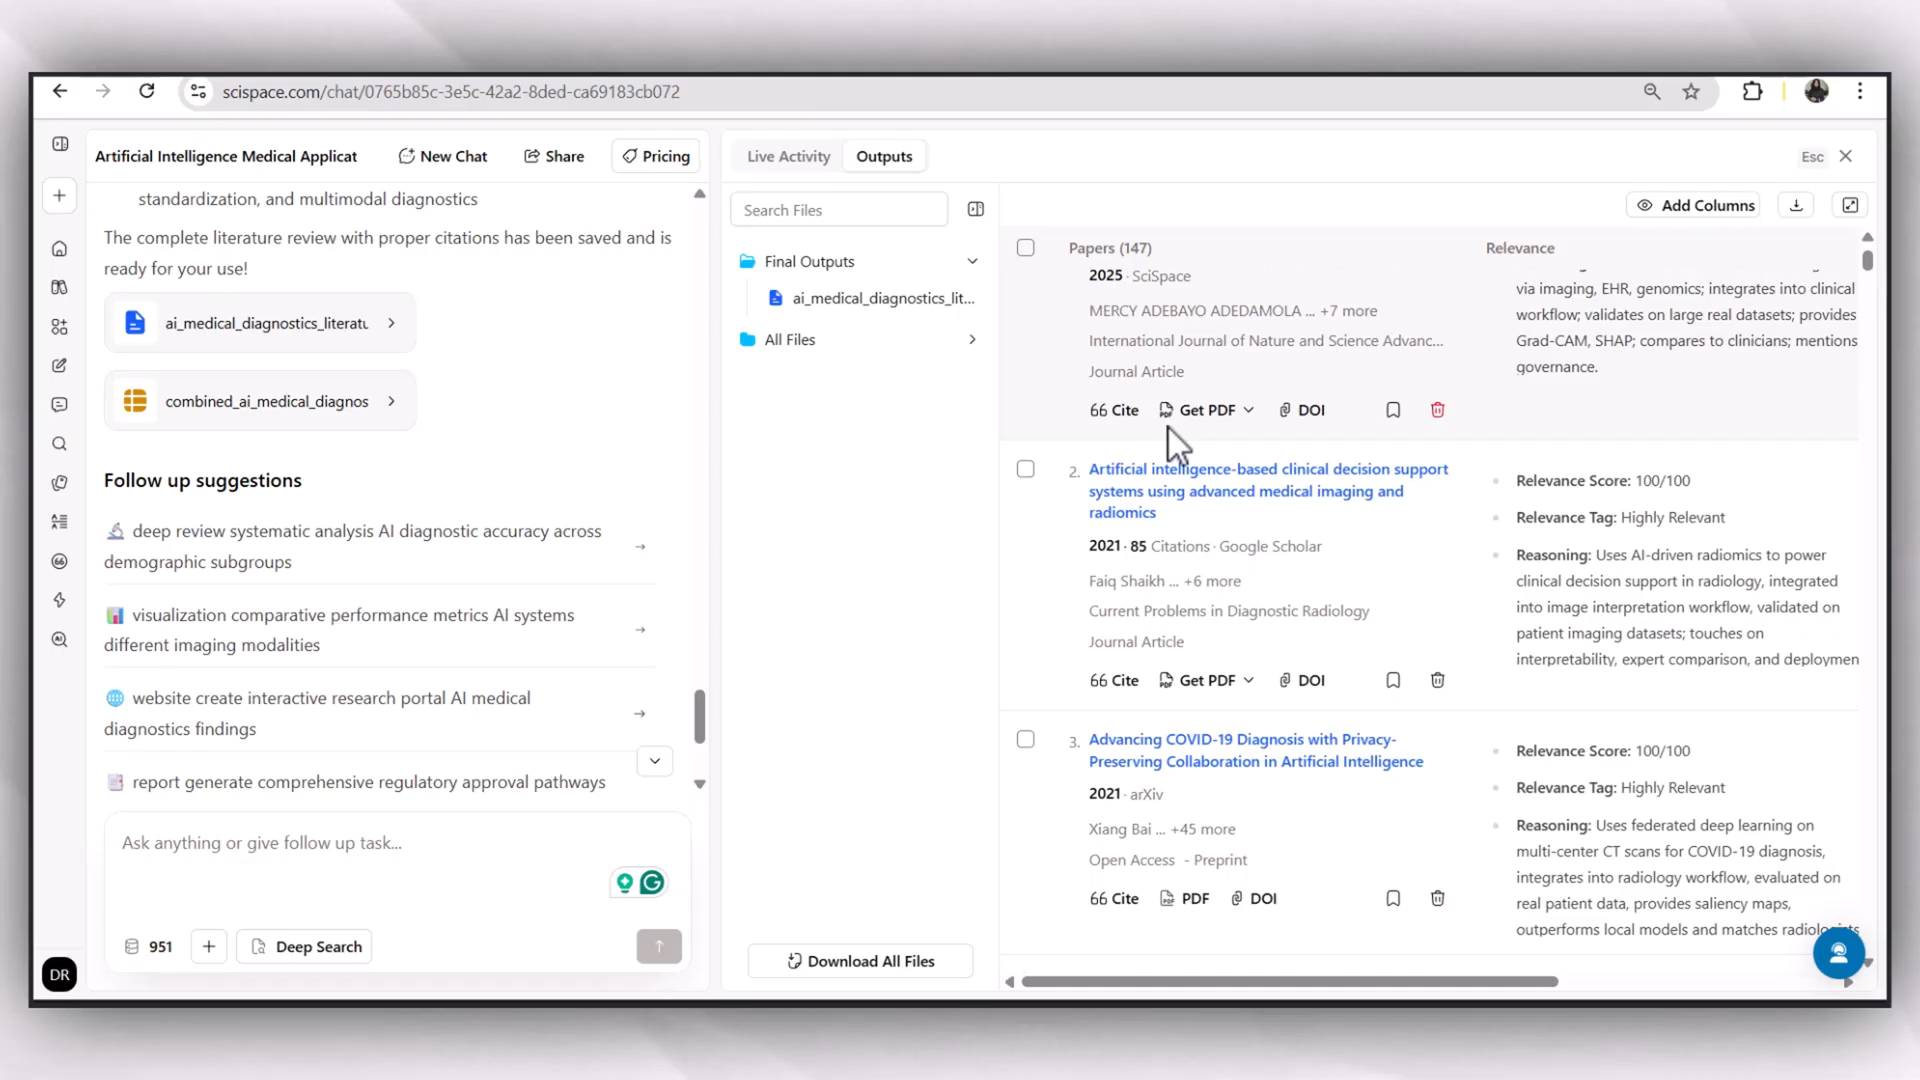 scispace.com/chat/0765b85c-3e5c-42a2-8ded-ca69183cb072
Artificial Intelligence Medical Applicat
New Chat
Share
Pricing
standardization, and multimodal diagnostics
The complete literature review with proper citations has been saved and is
ready for your use!
ai_medical_diagnostics_literatu
combined_ai_medical_diagnos
Follow up suggestions
deep review systematic analysis AI diagnostic accuracy across
demographic subgroups
visualization comparative performance metrics AI systems
different imaging modalities
website create interactive research portal AI medical
diagnostics findings
report generate comprehensive regulatory approval pathways
Ask anything or give follow up task...
951
Deep Search
DR
Live Activity
Outputs
Esc
Search Files
Final Outputs
ai_medical_diagnostics_lit...
All Files
Download All Files
Add Columns
Papers (147)
Relevance
2025 · SciSpace
MERCY ADEBAYO ADEDAMOLA ... +7 more
International Journal of Nature and Science Advanc...
Journal Article
Cite
Get PDF
DOI
via imaging, EHR, genomics; integrates into clinical
workflow; validates on large real datasets; provides
Grad-CAM, SHAP; compares to clinicians; mentions
governance.
2. Artificial intelligence-based clinical decision support
systems using advanced medical imaging and
radiomics
2021 · 85 Citations · Google Scholar
Faiq Shaikh ... +6 more
Current Problems in Diagnostic Radiology
Journal Article
Cite
Get PDF
DOI
Relevance Score: 100/100
Relevance Tag: Highly Relevant
Reasoning: Uses AI-driven radiomics to power
clinical decision support in radiology, integrated
into image interpretation workflow, validated on
patient imaging datasets; touches on
interpretability, expert comparison, and deploymen
3. Advancing COVID-19 Diagnosis with Privacy-
Preserving Collaboration in Artificial Intelligence
2021 · arXiv
Xiang Bai ... +45 more
Open Access - Preprint
Cite
PDF
DOI
Relevance Score: 100/100
Relevance Tag: Highly Relevant
Reasoning: Uses federated deep learning on
multi-center CT scans for COVID-19 diagnosis,
integrates into radiology workflow, evaluated on
real patient data, provides saliency maps,
outperforms local models and matches radiologists